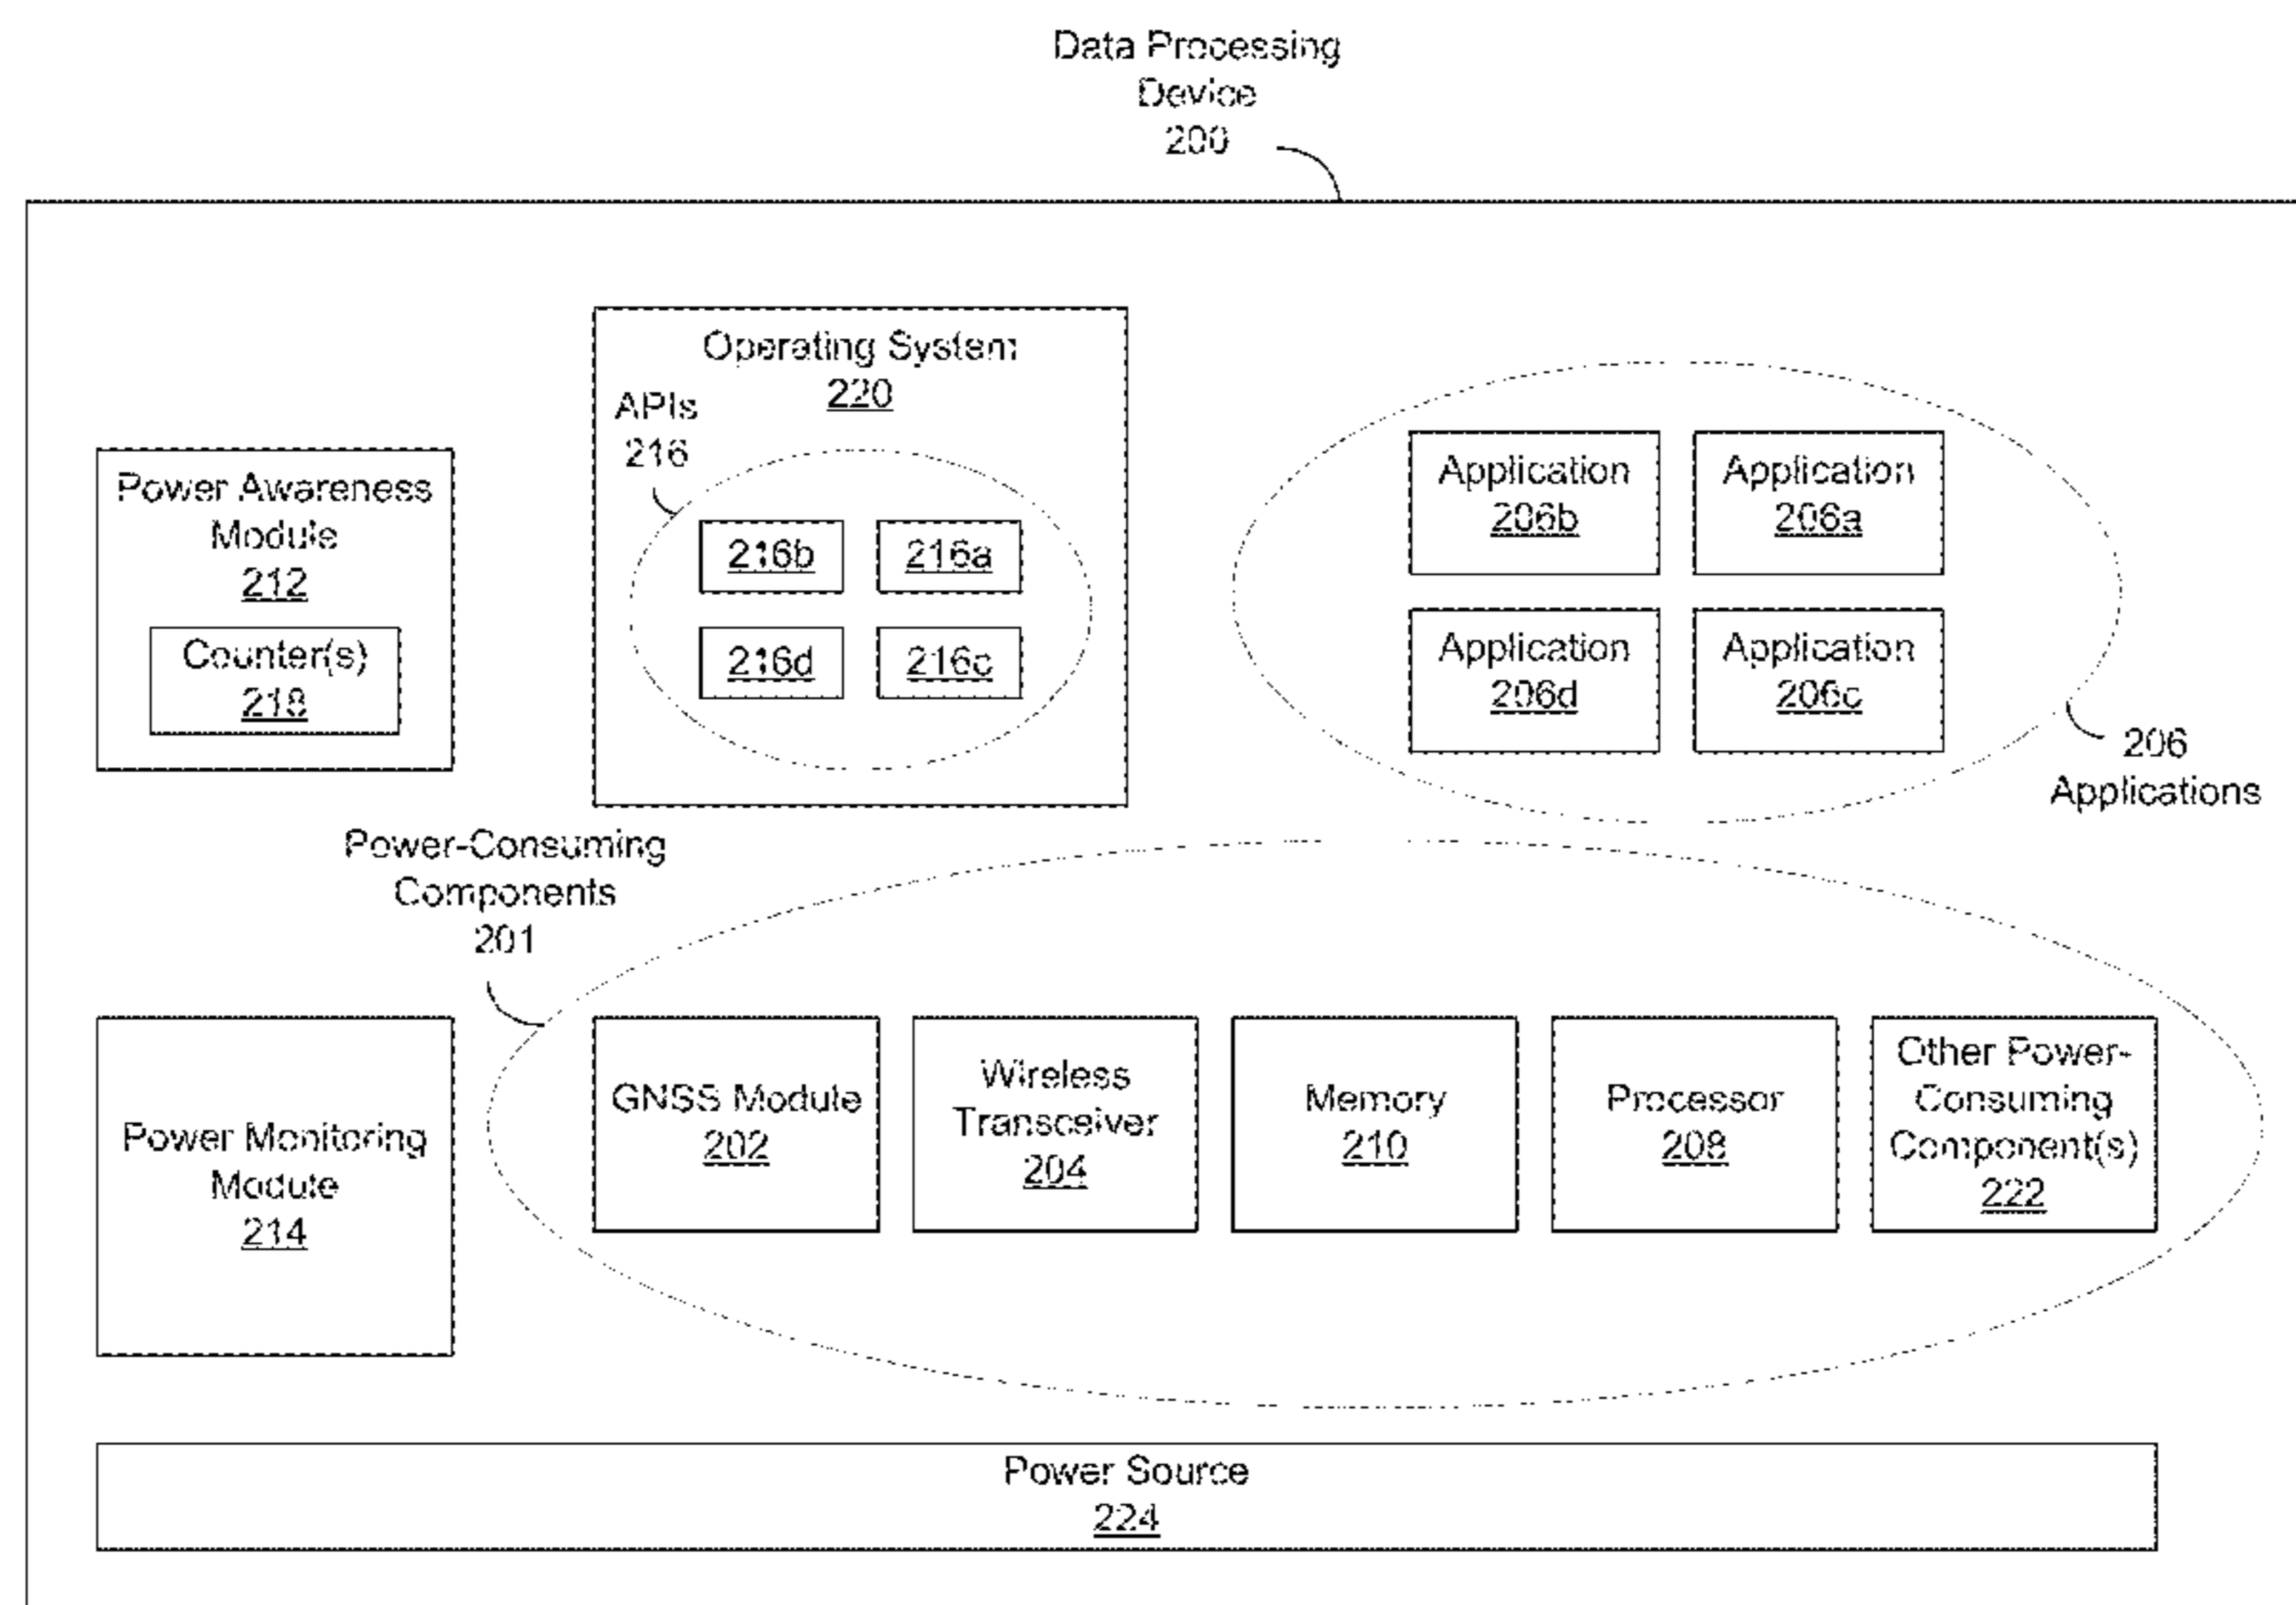 Data Processing
Device
200
Operating System
220
APIs
216
216b
216a
216d
216c
Power Awareness
Module
212
Counter(s)
218
Application
206b
Application
206a
Application
206d
Application
206c
206
Applications
Power-Consuming
Components
201
Power Monitoring
Module
214
GNSS Module
202
Wireless
Transceiver
204
Memory
210
Processor
208
Other Power-
Consuming
Component(s)
222
Power Source
224